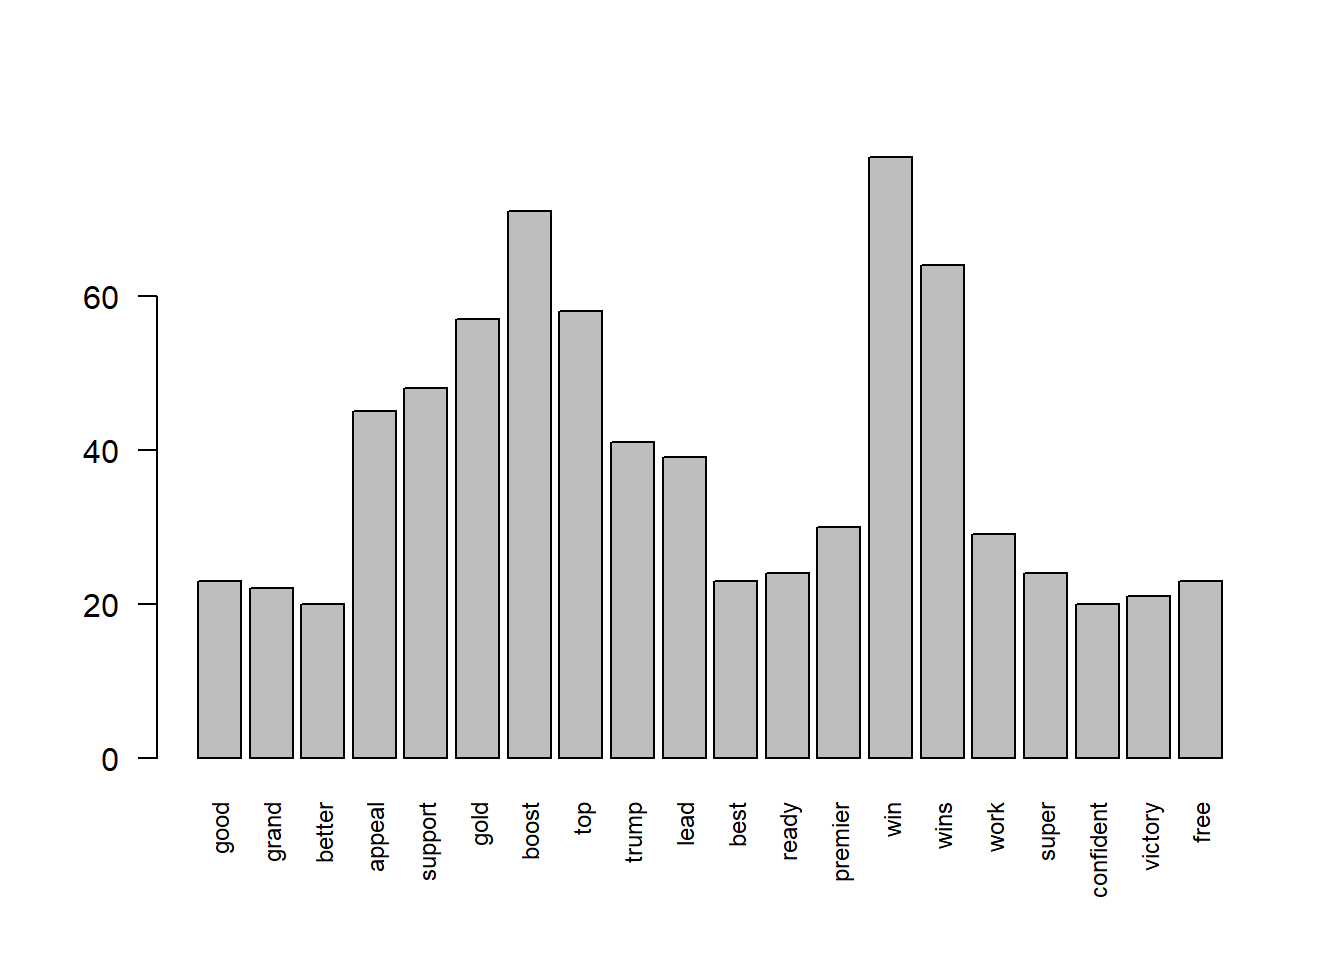 60
40
20
0
good
grand
better
appeal
support
gold
boost
top
trump
lead
best
ready
premier
win
wins
work
super
confident
victory
free